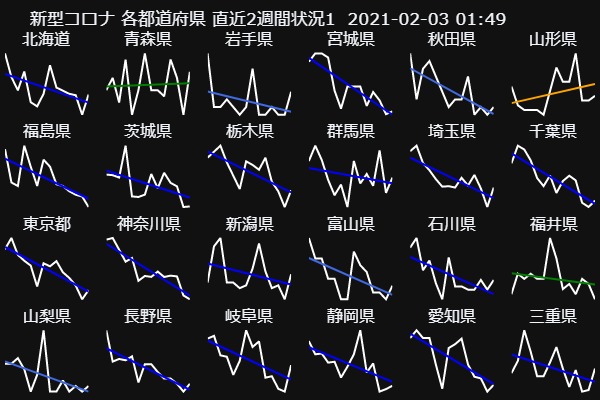 新型コロナ 各都道府県 直近2週間状況1 2021-02-03 01:49
北海道 青森県 岩手県 宮城県 秋田県 山形県
福島県 茨城県 栃木県 群馬県 埼玉県 千葉県
東京都 神奈川県 新潟県 富山県 石川県 福井県
山梨県 長野県 岐阜県 静岡県 愛知県 三重県